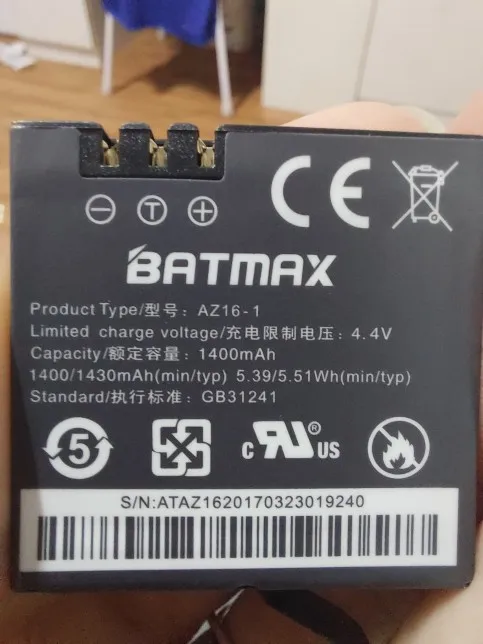 − T +
CE
BATMAX
Product Type/型号: AZ16-1
Limited charge voltage/充电限制电压: 4.4V
Capacity/额定容量: 1400mAh
1400/1430mAh(min/typ) 5.39/5.51Wh(min/typ)
Standard/执行标准: GB31241
5 c RU® US
S/N:ATAZ1620170323019240